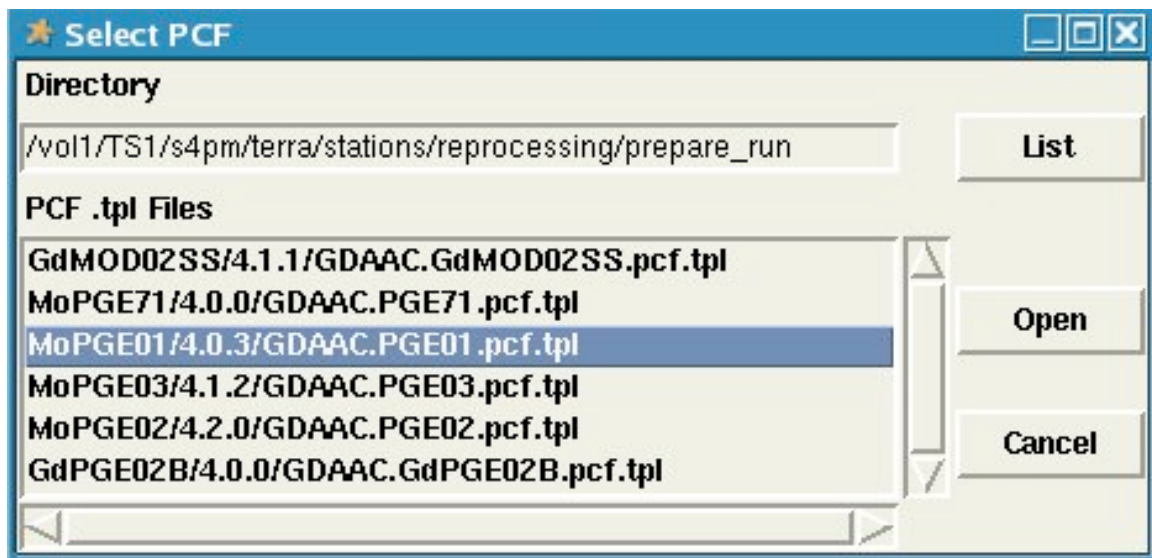 Select PCF
Directory
/vol1/TS1/s4pm/terra/stations/reprocessing/prepare_run
List
PCF .tpl Files
GdMOD02SS/4.1.1/GDAAC.GdMOD02SS.pcf.tpl
MoPGE71/4.0.0/GDAAC.PGE71.pcf.tpl
MoPGE01/4.0.3/GDAAC.PGE01.pcf.tpl
MoPGE03/4.1.2/GDAAC.PGE03.pcf.tpl
MoPGE02/4.2.0/GDAAC.PGE02.pcf.tpl
GdPGE02B/4.0.0/GDAAC.GdPGE02B.pcf.tpl
Open
Cancel